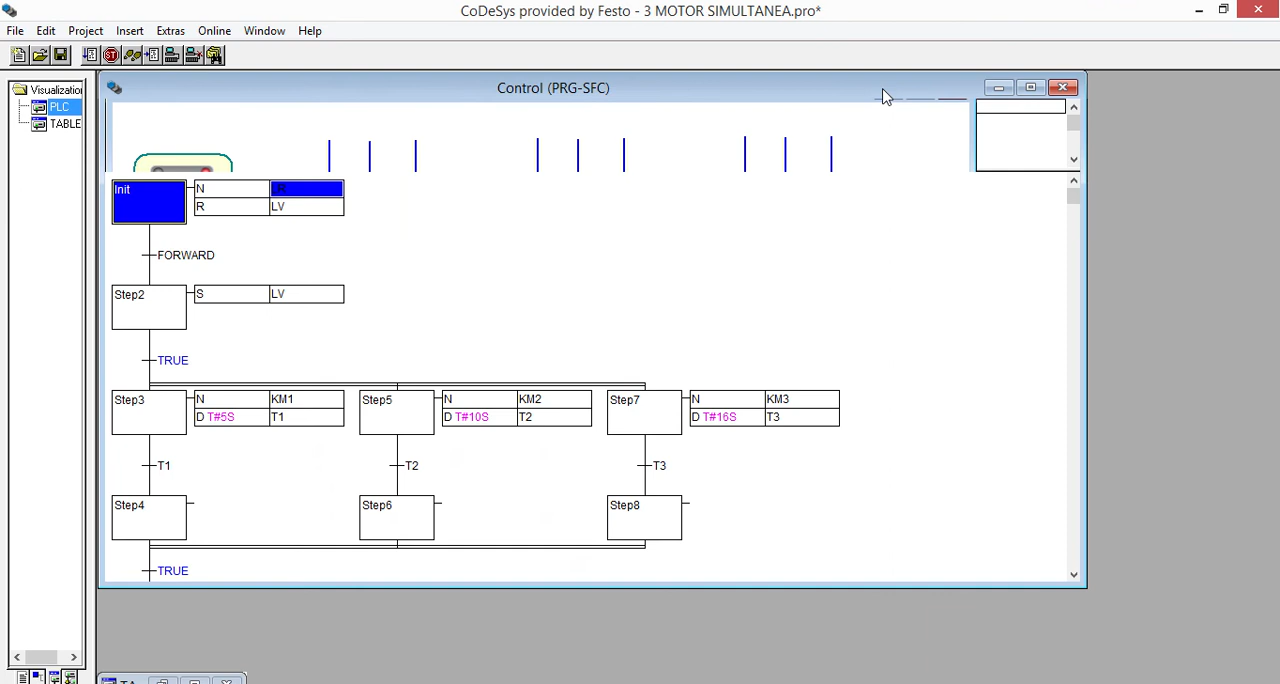 CoDeSys provided by Festo - 3 MOTOR SIMULTANEA.pro*
File Edit Project Insert Extras Online Window Help
Visualization
PLC
TABLE
Control (PRG-SFC)
Init N LR
R LV
FORWARD
Step2 S LV
TRUE
Step3 N KM1 Step5 N KM2 Step7 N KM3
D T#5S T1 D T#10S T2 D T#16S T3
T1 T2 T3
Step4 Step6 Step8
TRUE